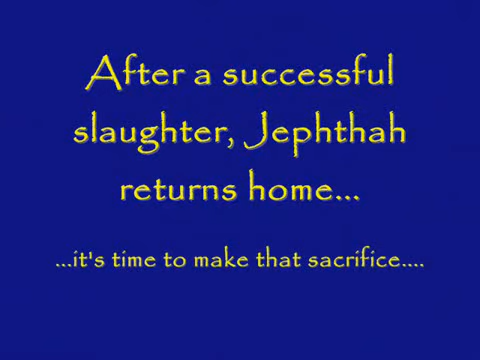 After a successful
slaughter, Jephthah
returns home...
...it's time to make that sacrifice....